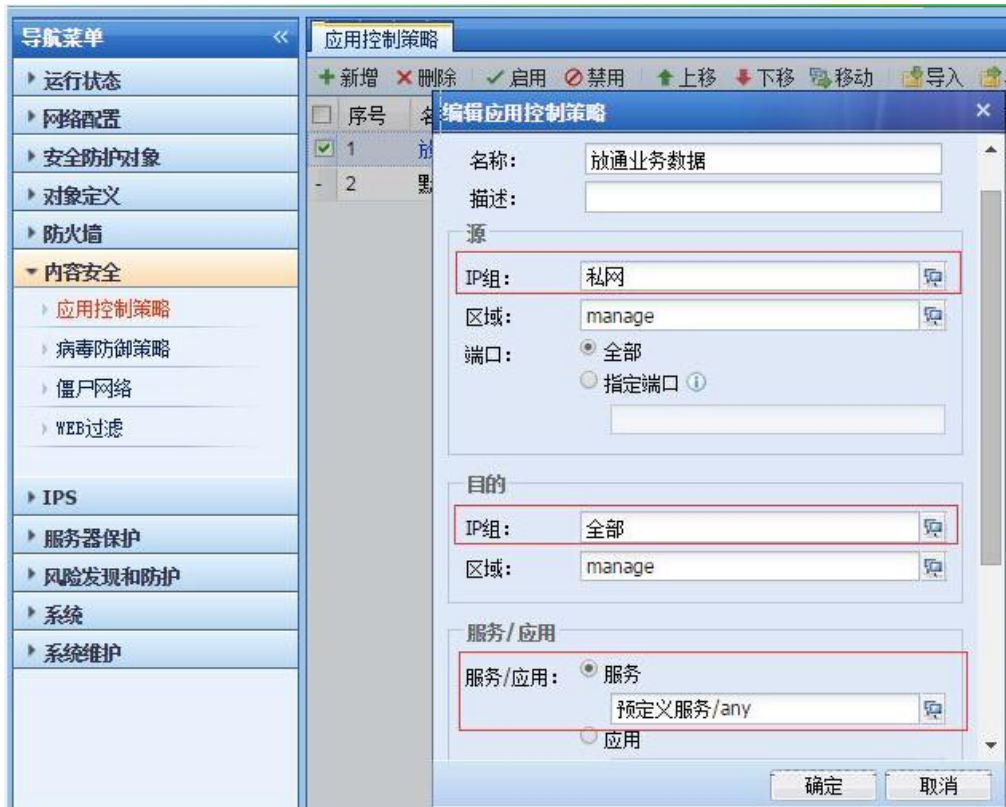 导航菜单
运行状态
网络配置
安全防护对象
对象定义
防火墙
内容安全
应用控制策略
病毒防御策略
僵尸网络
WEB过滤
IPS
服务器保护
风险发现和防护
系统
系统维护
应用控制策略
新增 删除 启用 禁用 上移 下移 移动 导入
序号
1
2
编辑应用控制策略
名称: 放通业务数据
描述:
源
IP组: 私网
区域: manage
端口: 全部
指定端口
目的
IP组: 全部
区域: manage
服务/应用
服务/应用: 服务
预定义服务/any
应用
确定 取消